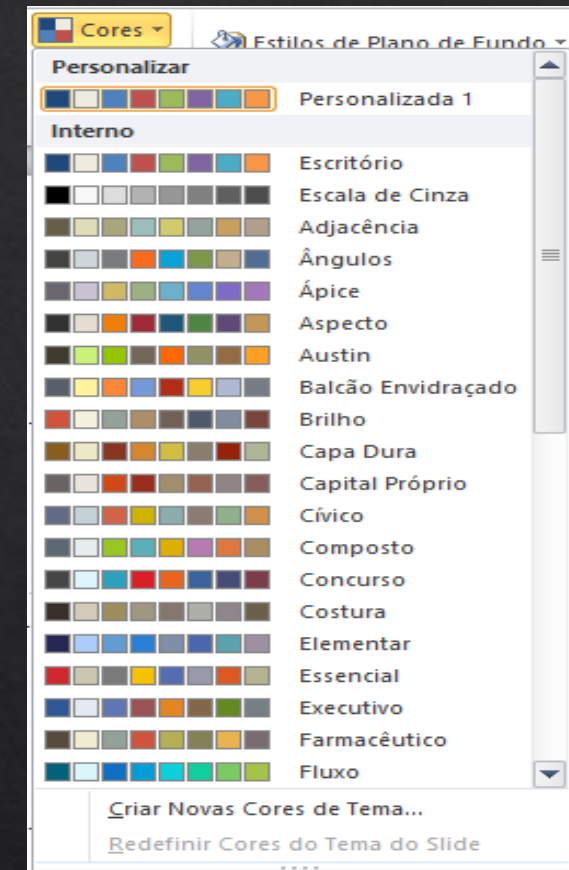 Cores
Estilos de Plano de Fundo
Personalizar
Personalizada 1
Interno
Escritório
Escala de Cinza
Adjacência
Ângulos
Ápice
Aspecto
Austin
Balcão Envidraçado
Brilho
Capa Dura
Capital Próprio
Cívico
Composto
Concurso
Costura
Elementar
Essencial
Executivo
Farmacêutico
Fluxo
Criar Novas Cores de Tema...
Redefinir Cores do Tema do Slide